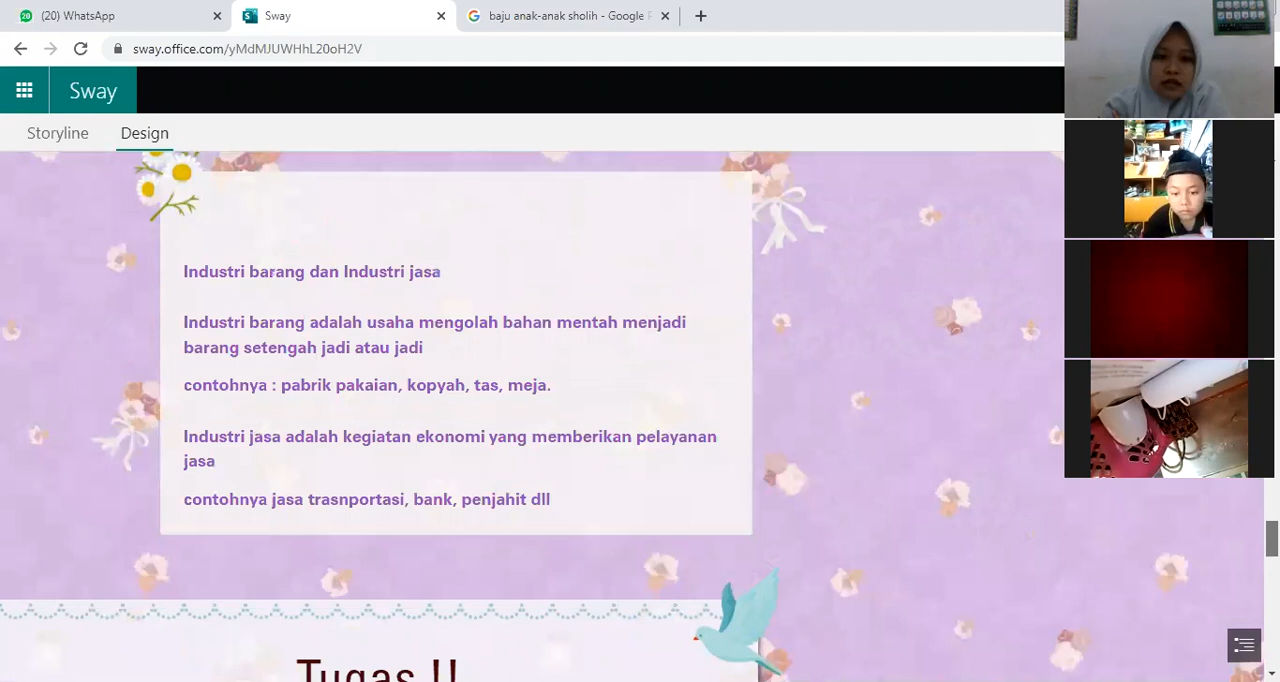 (20) WhatsApp
Sway
baju anak-anak sholih - Google
sway.office.com/yMdMJUWHhL20oH2V
Sway
Storyline
Design
Industri barang dan Industri jasa
Industri barang adalah usaha mengolah bahan mentah menjadi
barang setengah jadi atau jadi
contohnya : pabrik pakaian, kopyah, tas, meja.
Industri jasa adalah kegiatan ekonomi yang memberikan pelayanan
jasa
contohnya jasa trasnportasi, bank, penjahit dll
Tugas !!